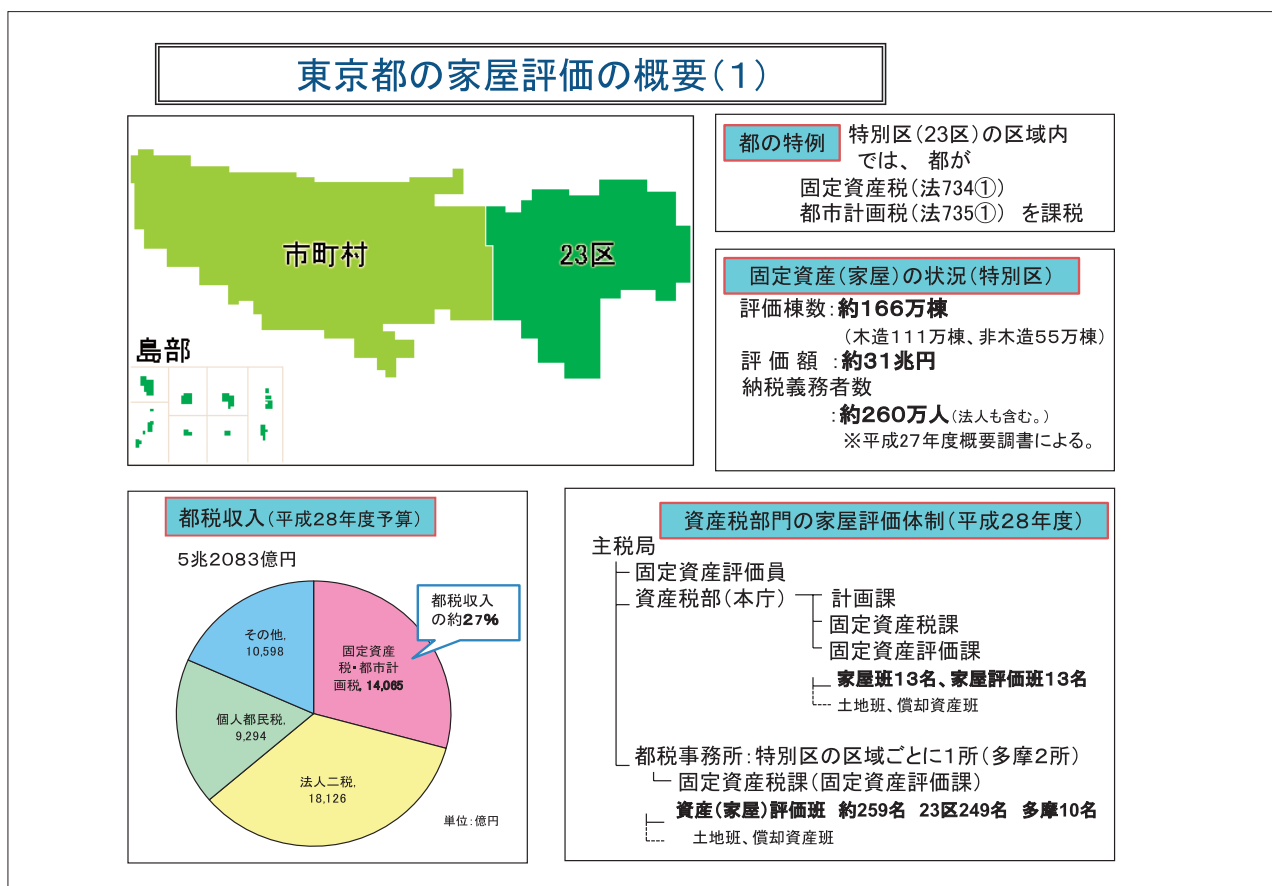 東京都の家屋評価の概要(1)
市町村
23区
島部
都の特例
特別区(23区)の区域内
では、 都が
固定資産税(法734①)
都市計画税(法735①) を課税
固定資産(家屋)の状況(特別区)
評価棟数:約166万棟
(木造111万棟、非木造55万棟)
評 価 額 :約31兆円
納税義務者数
:約260万人(法人も含む。)
※平成27年度概要調書による。
都税収入(平成28年度予算)
5兆2083億円
都税収入
の約27%
その他,
10,598
固定資産
税・都市計
画税, 14,065
個人都民税,
9,294
法人二税,
18,126
単位:億円
資産税部門の家屋評価体制(平成28年度)
主税局
固定資産評価員
資産税部(本庁)
計画課
固定資産税課
固定資産評価課
家屋班13名、家屋評価班13名
土地班、償却資産班
都税事務所:特別区の区域ごとに1所(多摩2所)
固定資産税課(固定資産評価課)
資産(家屋)評価班 約259名 23区249名 多摩10名
土地班、償却資産班